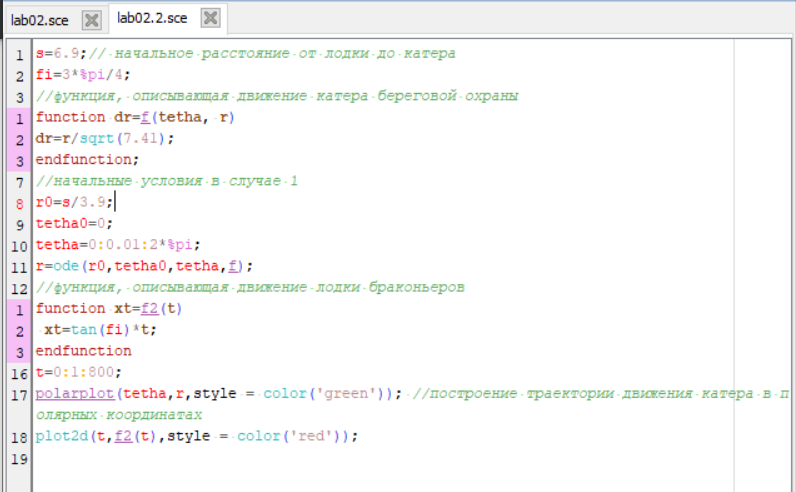 lab02.sce lab02.2.sce
1 s=6.9;// начальное расстояние от лодки до катера
2 fi=3*%pi/4;
3 //функция, описывающая движение катера береговой охраны
1 function dr=f(tetha, r)
2 dr=r/sqrt(7.41);
3 endfunction;
7 //начальные условия в случае 1
8 r0=s/3.9;
9 tetha0=0;
10 tetha=0:0.01:2*%pi;
11 r=ode(r0,tetha0,tetha,f);
12 //функция, описывающая движение лодки браконьеров
1 function xt=f2(t)
2 xt=tan(fi)*t;
3 endfunction
16 t=0:1:800;
17 polarplot(tetha,r,style = color('green')); //построение траектории движения катера в п
олярных координатах
18 plot2d(t,f2(t),style = color('red'));
19